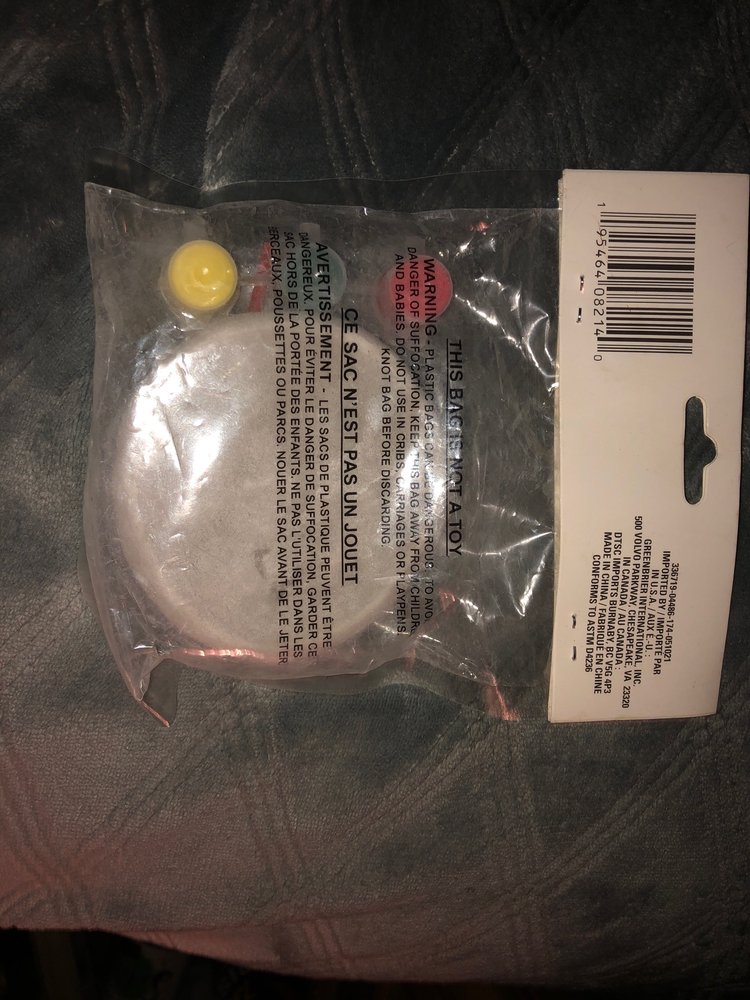 1 95464 08214 0
336719-04486-174-051021
IMPORTED BY / IMPORTÉ PAR
IN U.S.A. / AUX É.-U.:
GREENBRIER INTERNATIONAL, INC.
500 VOLVO PARKWAY, CHESAPEAKE, VA 23320
IN CANADA / AU CANADA:
DTSC IMPORTS BURNABY, BC V5G 4P3
MADE IN CHINA / FABRIQUÉ EN CHINE
CONFORMS TO ASTM D4236
THIS BAG IS NOT A TOY
WARNING - PLASTIC BAGS CAN BE DANGEROUS. TO AVOID
DANGER OF SUFFOCATION, KEEP THIS BAG AWAY FROM CHILDREN
AND BABIES. DO NOT USE IN CRIBS, CARRIAGES OR PLAYPENS.
KNOT BAG BEFORE DISCARDING.
CE SAC N'EST PAS UN JOUET
AVERTISSEMENT - LES SACS DE PLASTIQUE PEUVENT ÊTRE
DANGEREUX. POUR ÉVITER LE DANGER DE SUFFOCATION, GARDER CE
SAC HORS DE LA PORTÉE DES ENFANTS. NE PAS L'UTILISER DANS LES
BERCEAUX, POUSSETTES OU PARCS. NOUER LE SAC AVANT DE LE JETER